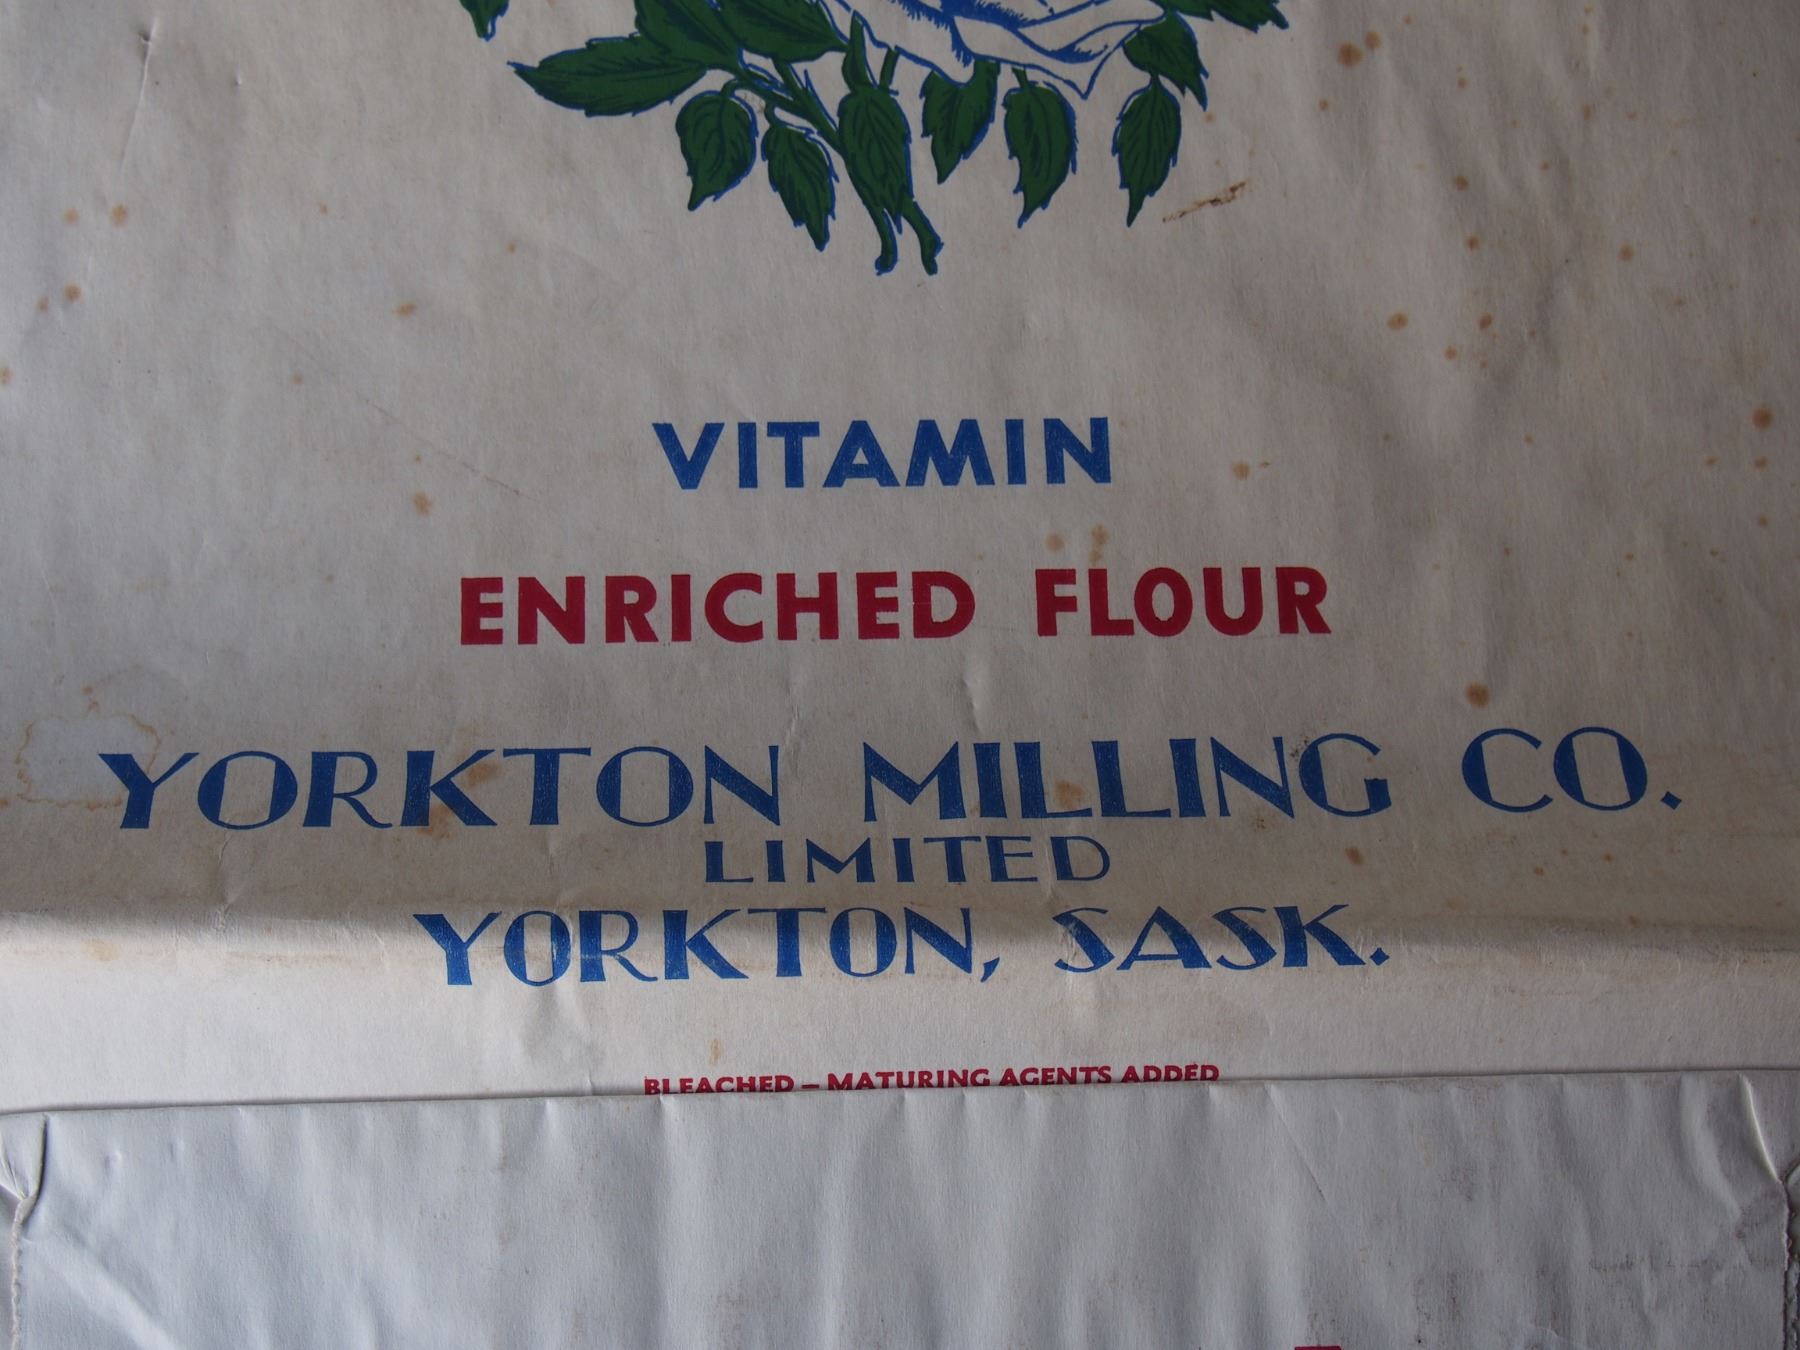 VITAMIN
ENRICHED FLOUR
YORKTON MILLING CO.
LIMITED
YORKTON, SASK.
BLEACHED – MATURING AGENTS ADDED